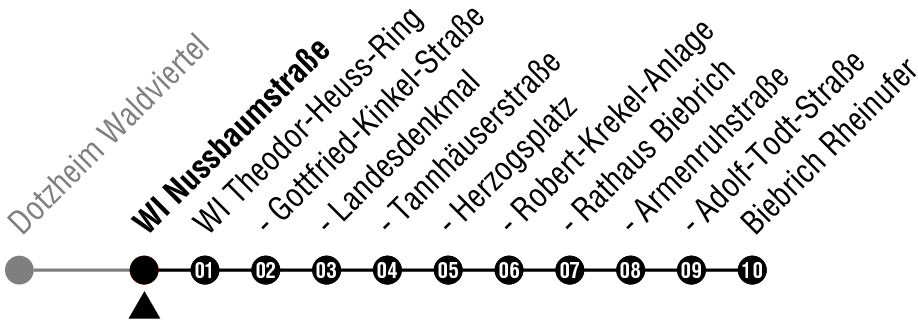 Dotzheim Waldviertel
WI Nussbaumstraße
WI Theodor-Heuss-Ring
- Gottfried-Kinkel-Straße
- Landesdenkmal
- Tannhäuserstraße
- Herzogsplatz
- Robert-Krekel-Anlage
- Rathaus Biebrich
- Armenruhstraße
- Adolf-Todt-Straße
Biebrich Rheinufer
01 02 03 04 05 06 07 08 09 10